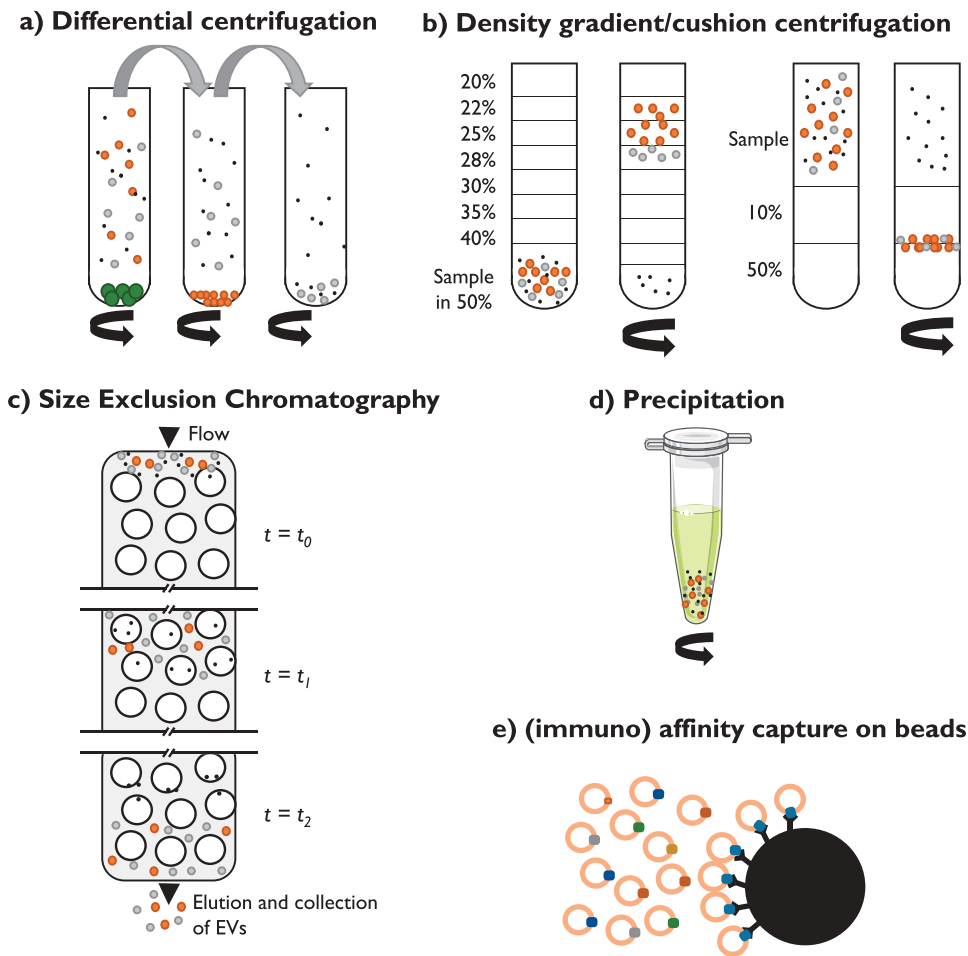 a) Differential centrifugation
b) Density gradient/cushion centrifugation
20%
22%
25%
28%
30%
35%
40%
Sample
in 50%
Sample
10%
50%
c) Size Exclusion Chromatography
Flow
t = t0
t = t1
t = t2
Elution and collection
of EVs
d) Precipitation
e) (immuno) affinity capture on beads